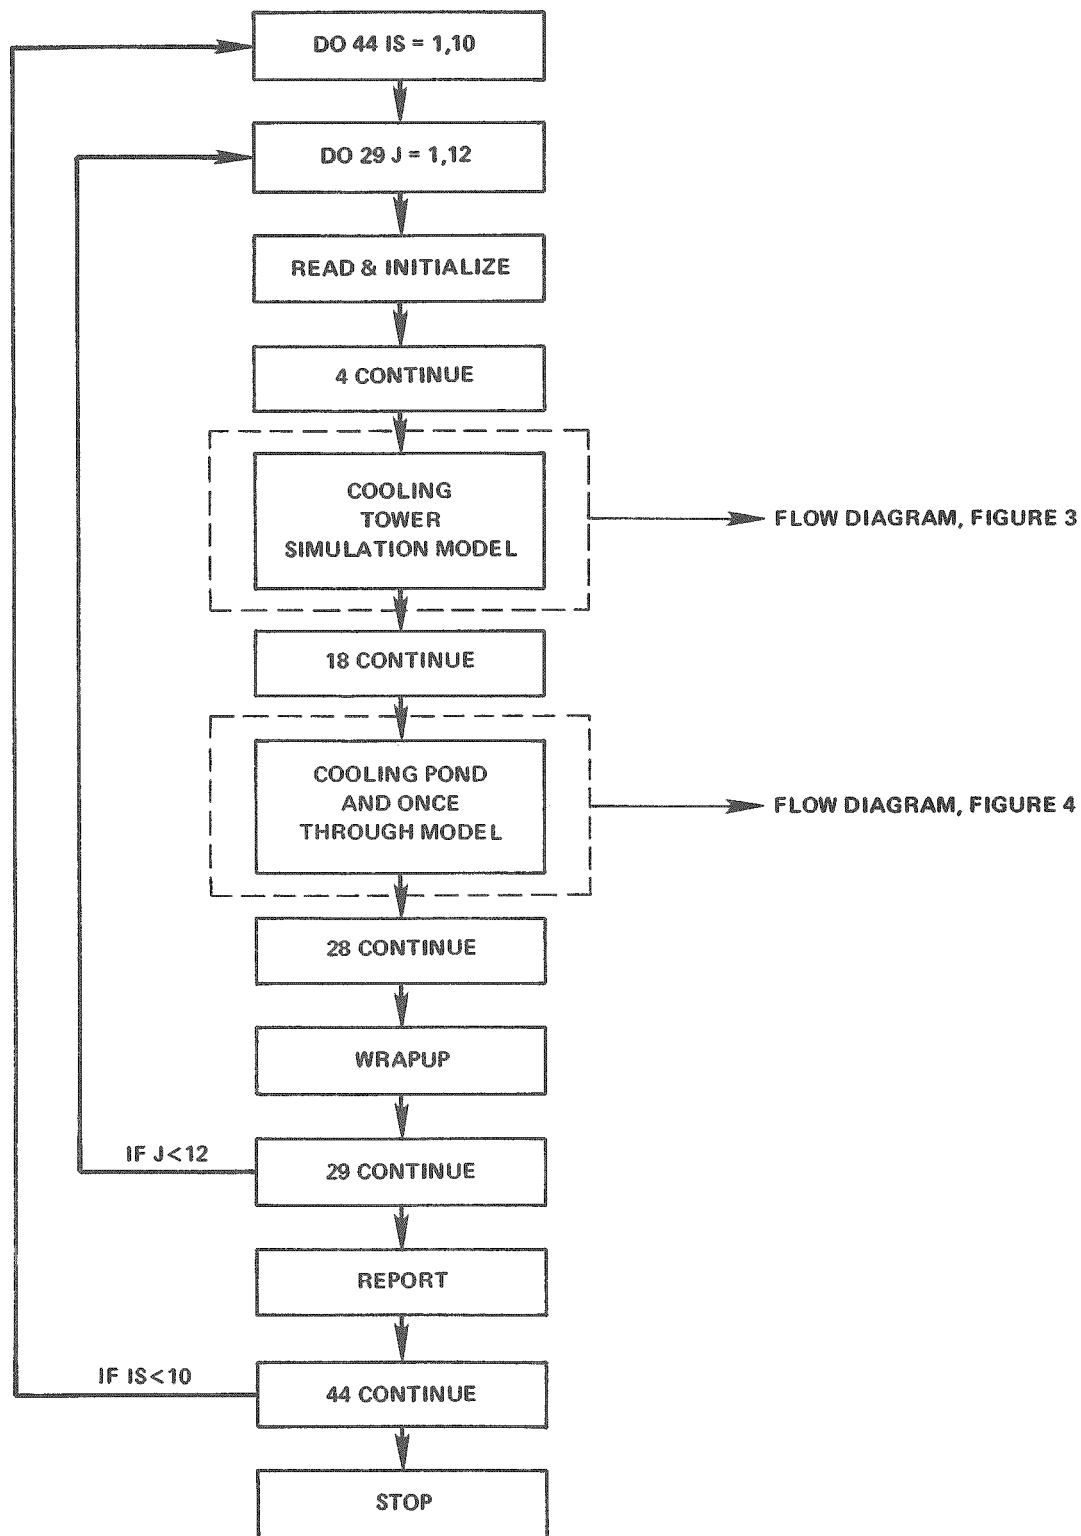 DO 44 IS = 1,10
DO 29 J = 1,12
READ & INITIALIZE
4 CONTINUE
COOLING
TOWER
SIMULATION MODEL
FLOW DIAGRAM, FIGURE 3
18 CONTINUE
COOLING POND
AND ONCE
THROUGH MODEL
FLOW DIAGRAM, FIGURE 4
28 CONTINUE
WRAPUP
IF J<12
29 CONTINUE
REPORT
IF IS<10
44 CONTINUE
STOP